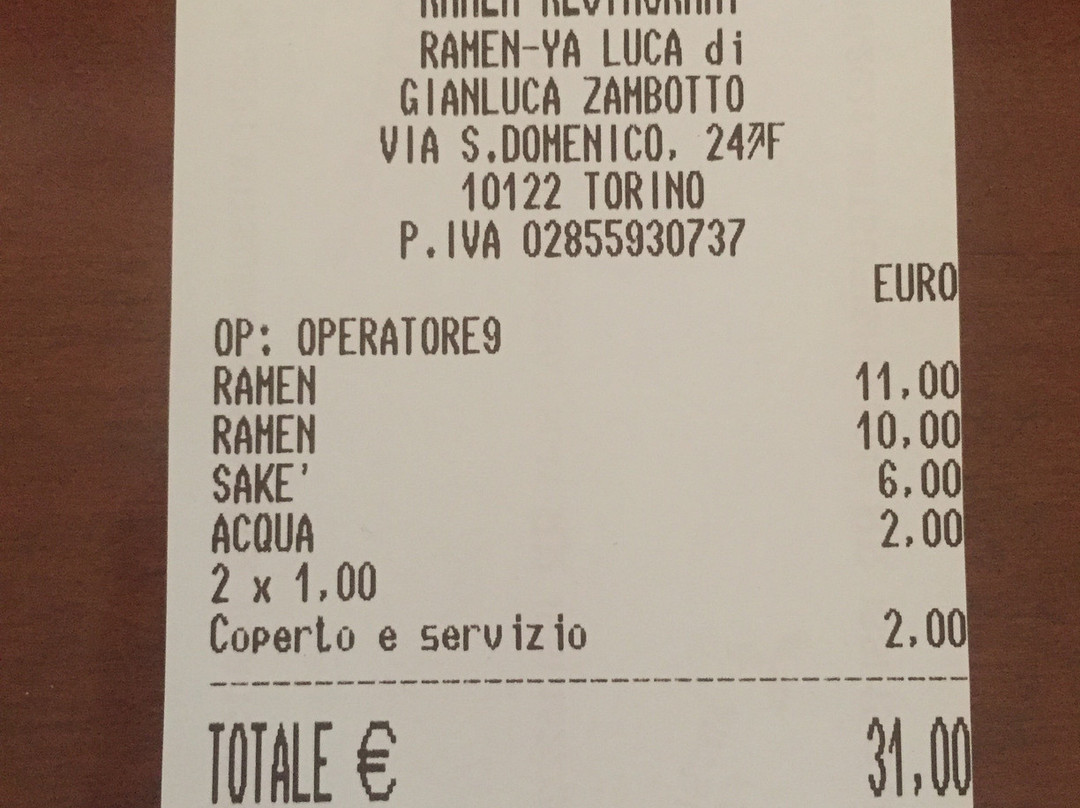 RAMEN RESTAURANT
RAMEN-YA LUCA di
GIANLUCA ZAMBOTTO
VIA S.DOMENICO, 24
10122 TORINO
P.IVA 02855930737
EURO
OP: OPERATORE9
RAMEN 11,00
RAMEN 10,00
SAKE' 6,00
ACQUA 2,00
2 x 1,00
Coperto e servizio 2,00
TOTALE € 31,00